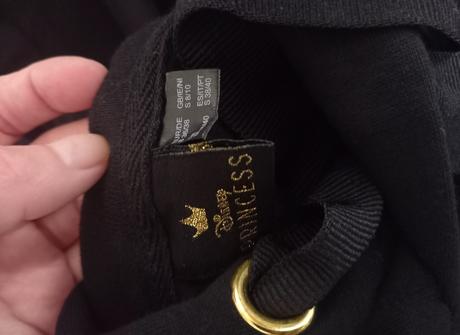 GB/IE/NI
S 8/10
ES/IT/PT
S 38/40
Disney
PRINCESS